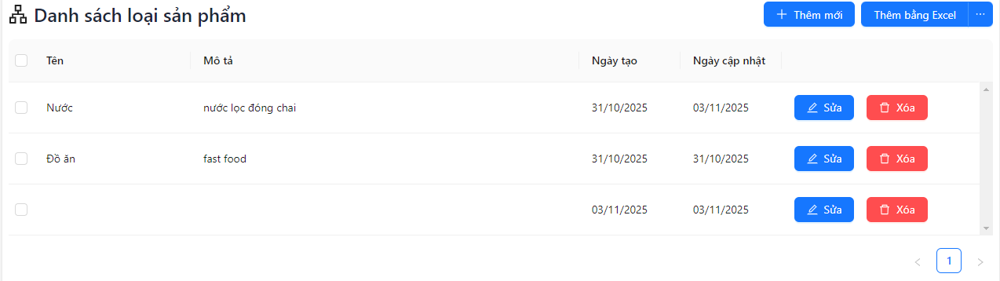 Danh sách loại sản phẩm
Thêm mới
Thêm bằng Excel ...
Tên Mô tả Ngày tạo Ngày cập nhật
Nước nước lọc đóng chai 31/10/2025 03/11/2025 Sửa Xóa
Đồ ăn fast food 31/10/2025 31/10/2025 Sửa Xóa
03/11/2025 03/11/2025 Sửa Xóa
1